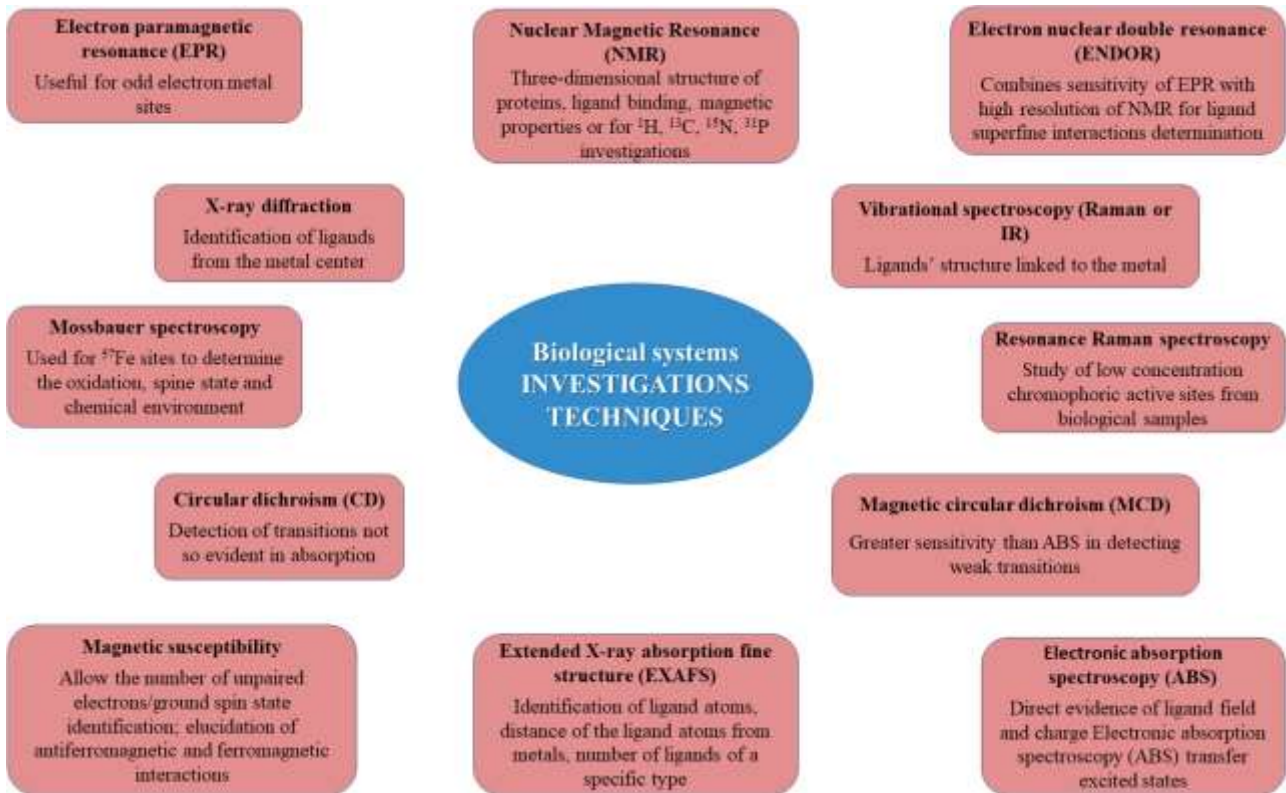 Electron paramagnetic
resonance (EPR)
Useful for odd electron metal
sites
Nuclear Magnetic Resonance
(NMR)
Three-dimensional structure of
proteins, ligand binding, magnetic
properties or for ¹H, ¹³C, ¹⁵N, ³¹P
investigations
Electron nuclear double resonance
(ENDOR)
Combines sensitivity of EPR with
high resolution of NMR for ligand
superfine interactions determination
X-ray diffraction
Identification of ligands
from the metal center
Vibrational spectroscopy (Raman or
IR)
Ligands’ structure linked to the metal
Mossbauer spectroscopy
Used for ⁵⁷Fe sites to determine
the oxidation, spine state and
chemical environment
Biological systems
INVESTIGATIONS
TECHNIQUES
Resonance Raman spectroscopy
Study of low concentration
chromophoric active sites from
biological samples
Circular dichroism (CD)
Detection of transitions not
so evident in absorption
Magnetic circular dichroism (MCD)
Greater sensitivity than ABS in detecting
weak transitions
Magnetic susceptibility
Allow the number of unpaired
electrons/ground spin state
identification; elucidation of
antiferromagnetic and ferromagnetic
interactions
Extended X-ray absorption fine
structure (EXAFS)
Identification of ligand atoms,
distance of the ligand atoms from
metals, number of ligands of a
specific type
Electronic absorption
spectroscopy (ABS)
Direct evidence of ligand field
and charge Electronic absorption
spectroscopy (ABS) transfer
excited states